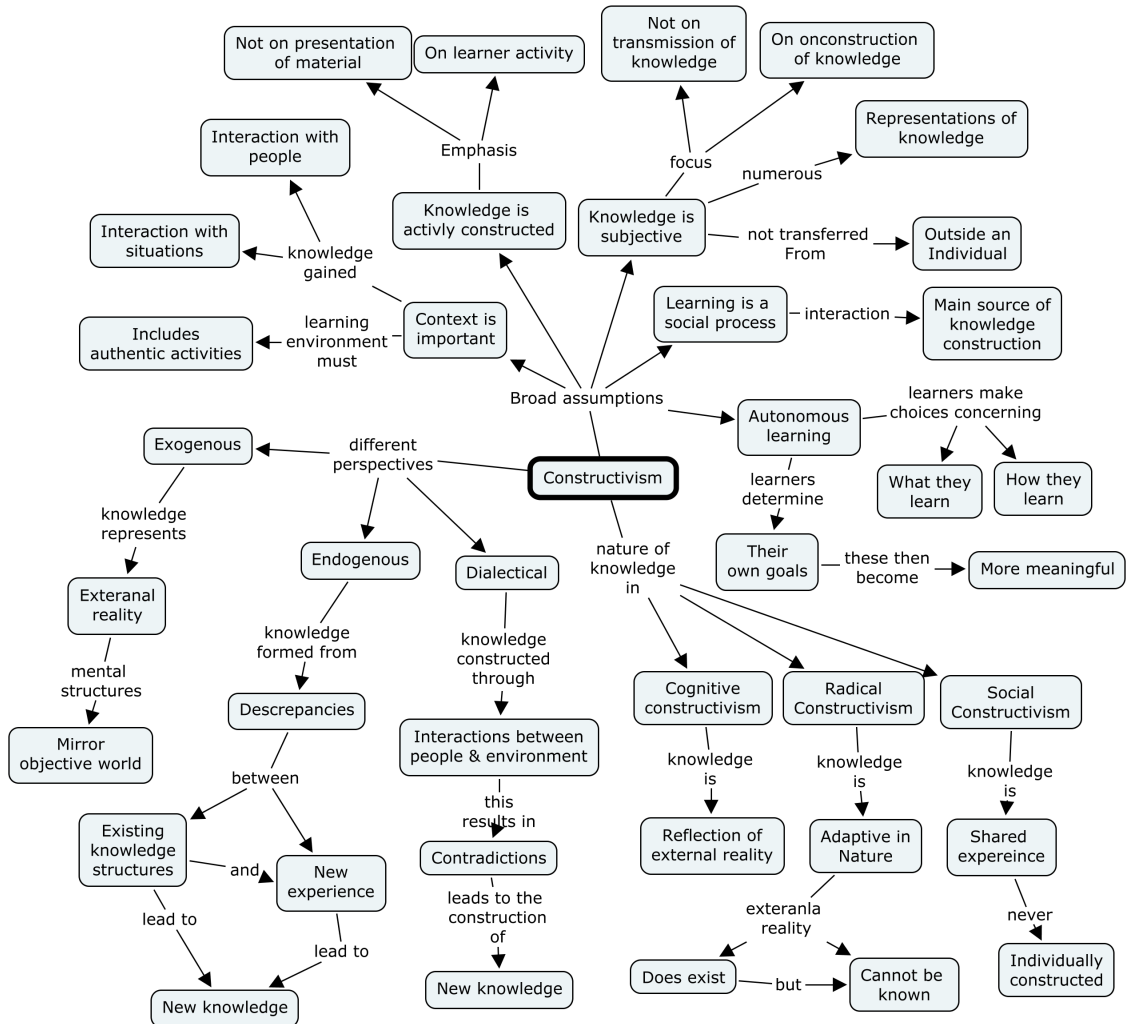 Not on presentation
of material
On learner activity
Not on
transmission of
knowledge
On onconstruction
of knowledge
Interaction with
people
Emphasis
focus
numerous
Representations of
knowledge
Interaction with
situations
knowledge
gained
Knowledge is
activly constructed
Knowledge is
subjective
not transferred
From
Outside an
Individual
Includes
authentic activities
learning
environment
must
Context is
important
Learning is a
social process
interaction
Main source of
knowledge
construction
Broad assumptions
Autonomous
learning
learners make
choices concerning
What they
learn
How they
learn
learners
determine
Their
own goals
these then
become
More meaningful
Constructivism
different
perspectives
Exogenous
knowledge
represents
Exteranal
reality
mental
structures
Mirror
objective world
Endogenous
knowledge
formed from
Descrepancies
between
Existing
knowledge
structures
and
New
experience
lead to
lead to
New knowledge
Dialectical
knowledge
constructed
through
Interactions between
people & environment
this
results in
Contradictions
leads to the
construction
of
New knowledge
nature of
knowledge
in
Cognitive
constructivism
knowledge
is
Reflection of
external reality
Radical
Constructivism
knowledge
is
Adaptive in
Nature
exteranla
reality
Does exist
but
Cannot be
known
Social
Constructivism
knowledge
is
Shared
expereince
never
Individually
constructed